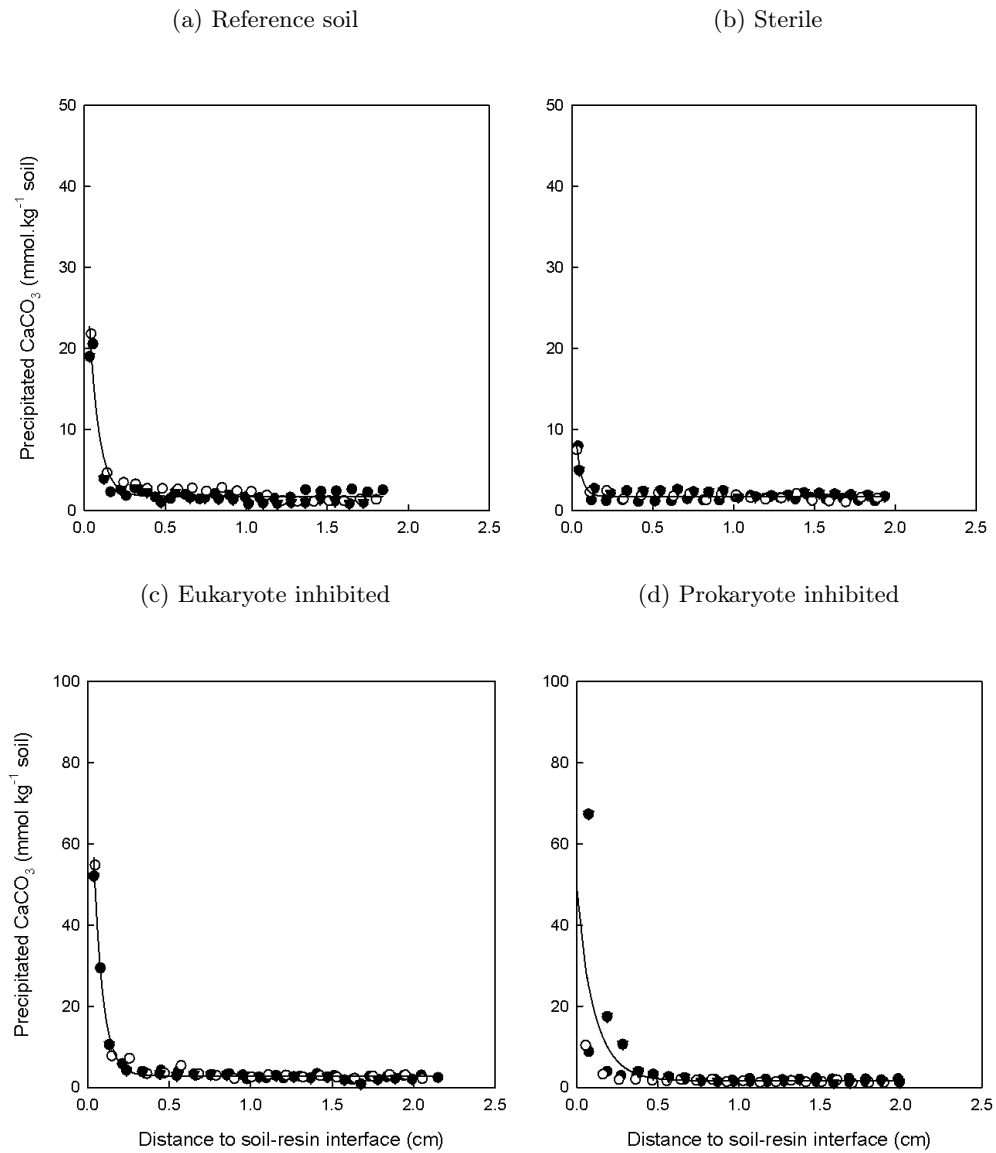 (a) Reference soil
(b) Sterile
Precipitated CaCO₃ (mmol.kg⁻¹ soil)
50
40
30
20
10
0
0.0 0.5 1.0 1.5 2.0 2.5
50
40
30
20
10
0
0.0 0.5 1.0 1.5 2.0 2.5
(c) Eukaryote inhibited
(d) Prokaryote inhibited
Precipitated CaCO₃ (mmol kg⁻¹ soil)
100
80
60
40
20
0
0.0 0.5 1.0 1.5 2.0 2.5
Distance to soil-resin interface (cm)
100
80
60
40
20
0
0.0 0.5 1.0 1.5 2.0 2.5
Distance to soil-resin interface (cm)